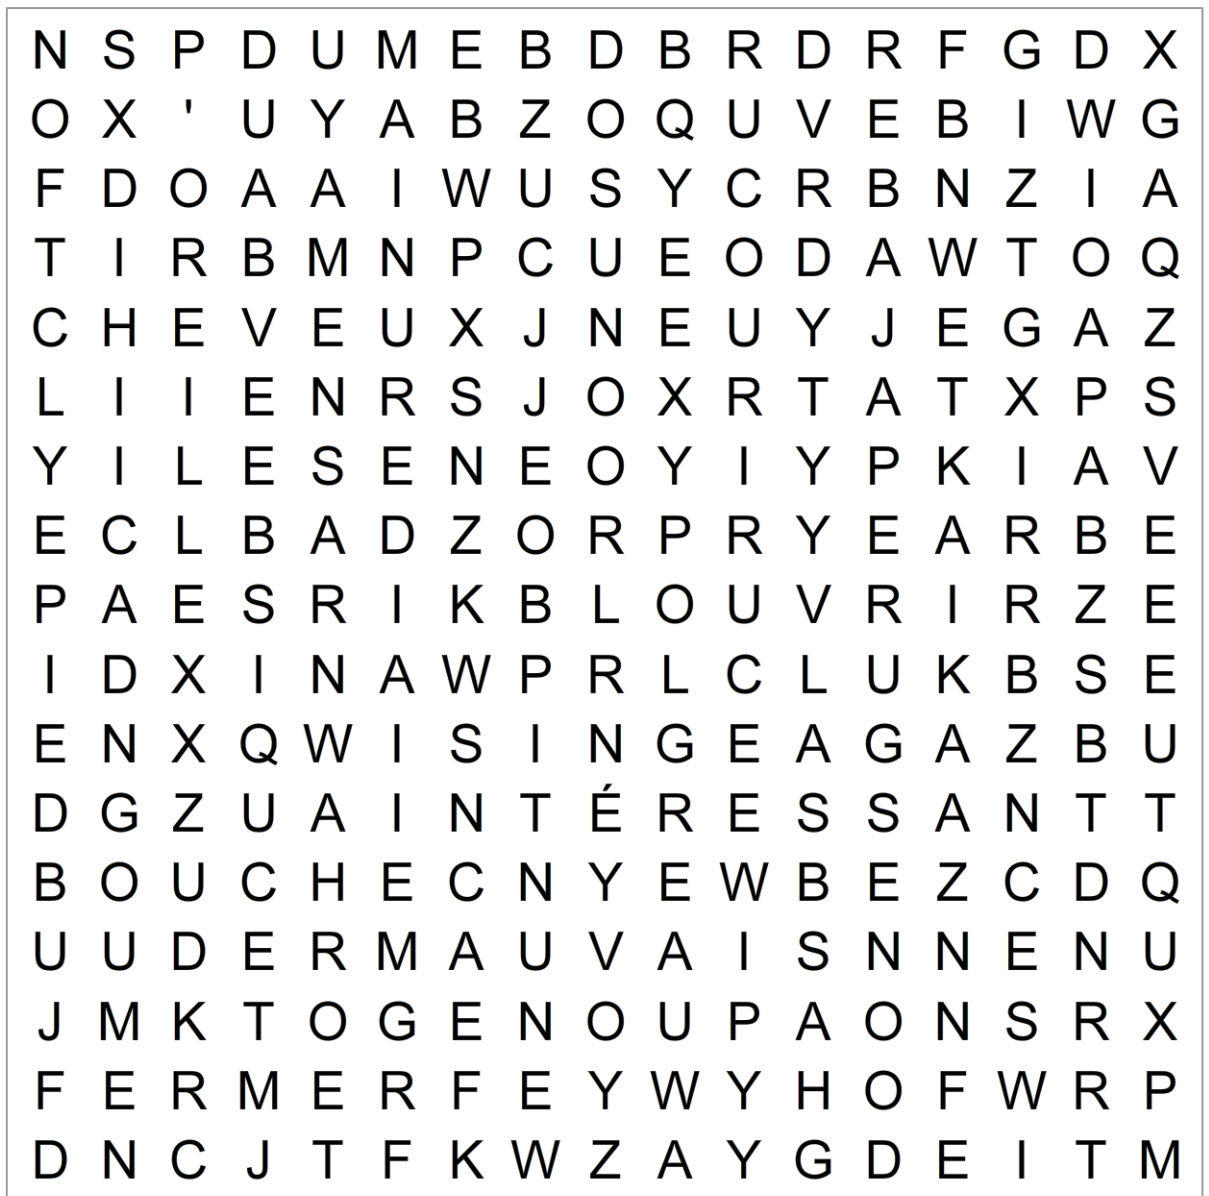 N S P D U M E B D B R D R F G D X
O X ' U Y A B Z O Q U V E B I W G
F D O A A I W U S Y C R B N Z I A
T I R B M N P C U E O D A W T O Q
C H E V E U X J N E U Y J E G A Z
L I I E N R S J O X R T A T X P S
Y I L E S E N E O Y I Y P K I A V
E C L B A D Z O R P R Y E A R B E
P A E S R I K B L O U V R I R Z E
I D X I N A W P R L C L U K B S E
E N X Q W I S I N G E A G A Z B U
D G Z U A I N T É R E S S A N T T
B O U C H E C N Y E W B E Z C D Q
U U D E R M A U V A I S N N E N U
J M K T O G E N O U P A O N S R X
F E R M E R F E Y W Y H O F W R P
D N C J T F K W Z A Y G D E I T M